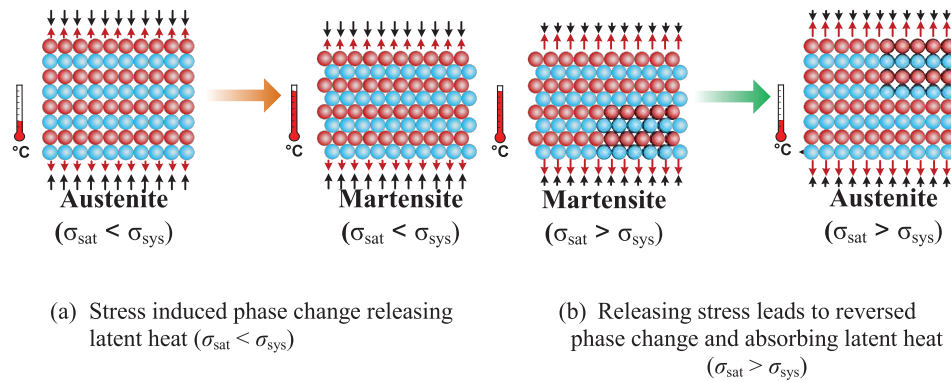 °C
°C
°C
°C
Austenite
Martensite
Martensite
Austenite
(σsat < σsys)
(σsat < σsys)
(σsat > σsys)
(σsat > σsys)
(a) Stress induced phase change releasing
latent heat (σsat < σsys)
(b) Releasing stress leads to reversed
phase change and absorbing latent heat
(σsat > σsys)